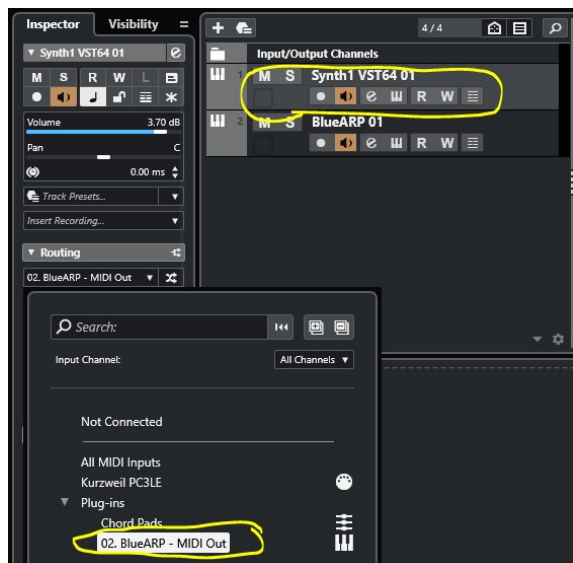 Inspector Visibility
Synth1 VST64 01
M S R W L
Volume 3.70 dB
Pan C
0.00 ms
Track Presets...
Insert Recording...
Routing
02. BlueARP - MIDI Out
4/4
Input/Output Channels
1 M S Synth1 VST64 01
R W
2 M S BlueARP 01
R W
Search:
Input Channel: All Channels
Not Connected
All MIDI Inputs
Kurzweil PC3LE
Plug-ins
Chord Pads
02. BlueARP - MIDI Out